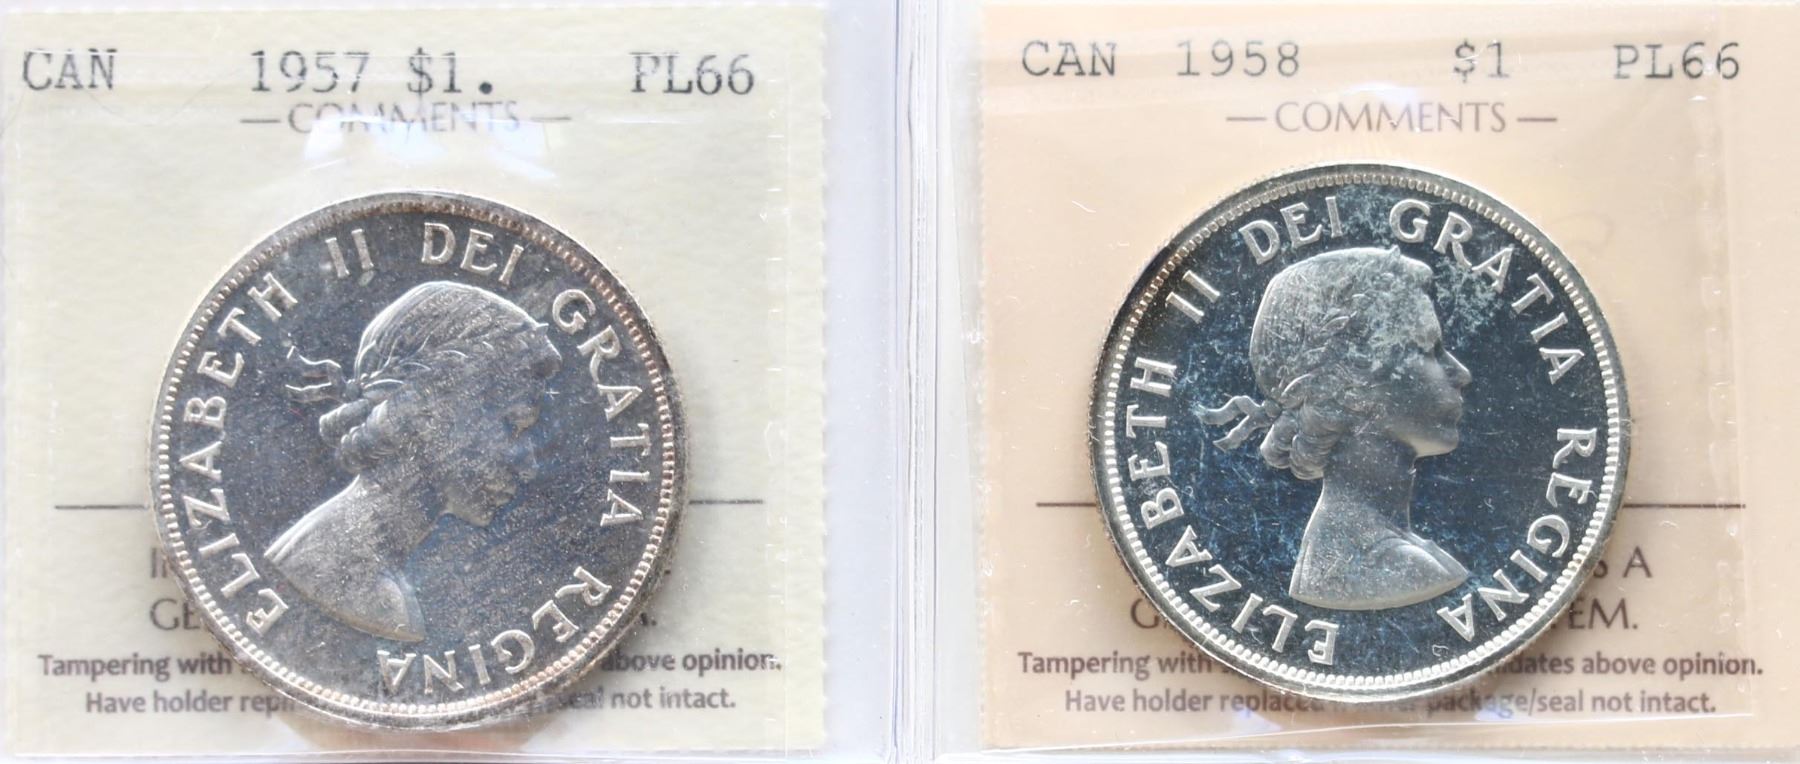 CAN 1957 $1. PL66
—COMMENTS—
ELIZABETH II DEI GRATIA REGINA
Tampering with above opinion.
Have holder seal not intact.
CAN 1958 $1 PL66
—COMMENTS—
ELIZABETH II DEI GRATIA REGINA
A
Tampering with above opinion.
Have holder replaced package/seal not intact.